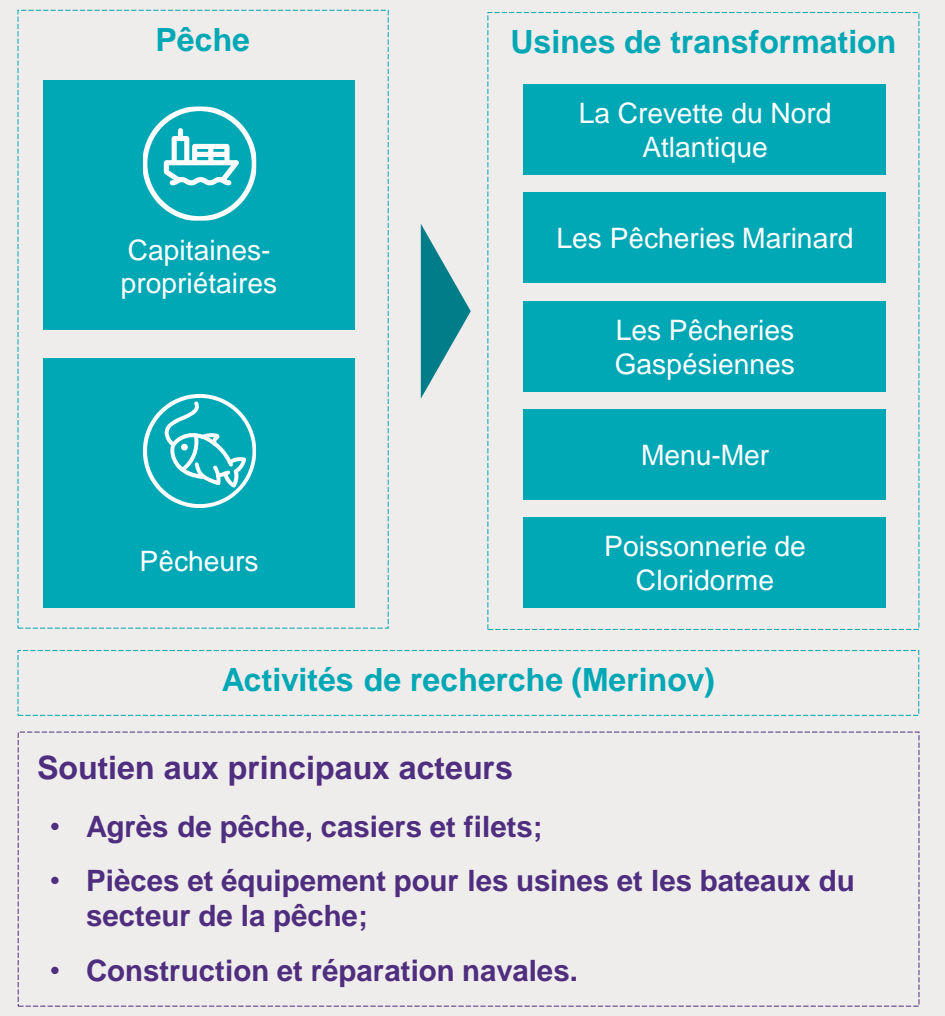 Pêche
Capitaines-
propriétaires
Pêcheurs
Usines de transformation
La Crevette du Nord
Atlantique
Les Pêcheries Marinard
Les Pêcheries
Gaspésiennes
Menu-Mer
Poissonnerie de
Cloridorme
Activités de recherche (Merinov)
Soutien aux principaux acteurs
• Agrès de pêche, casiers et filets;
• Pièces et équipement pour les usines et les bateaux du
secteur de la pêche;
• Construction et réparation navales.